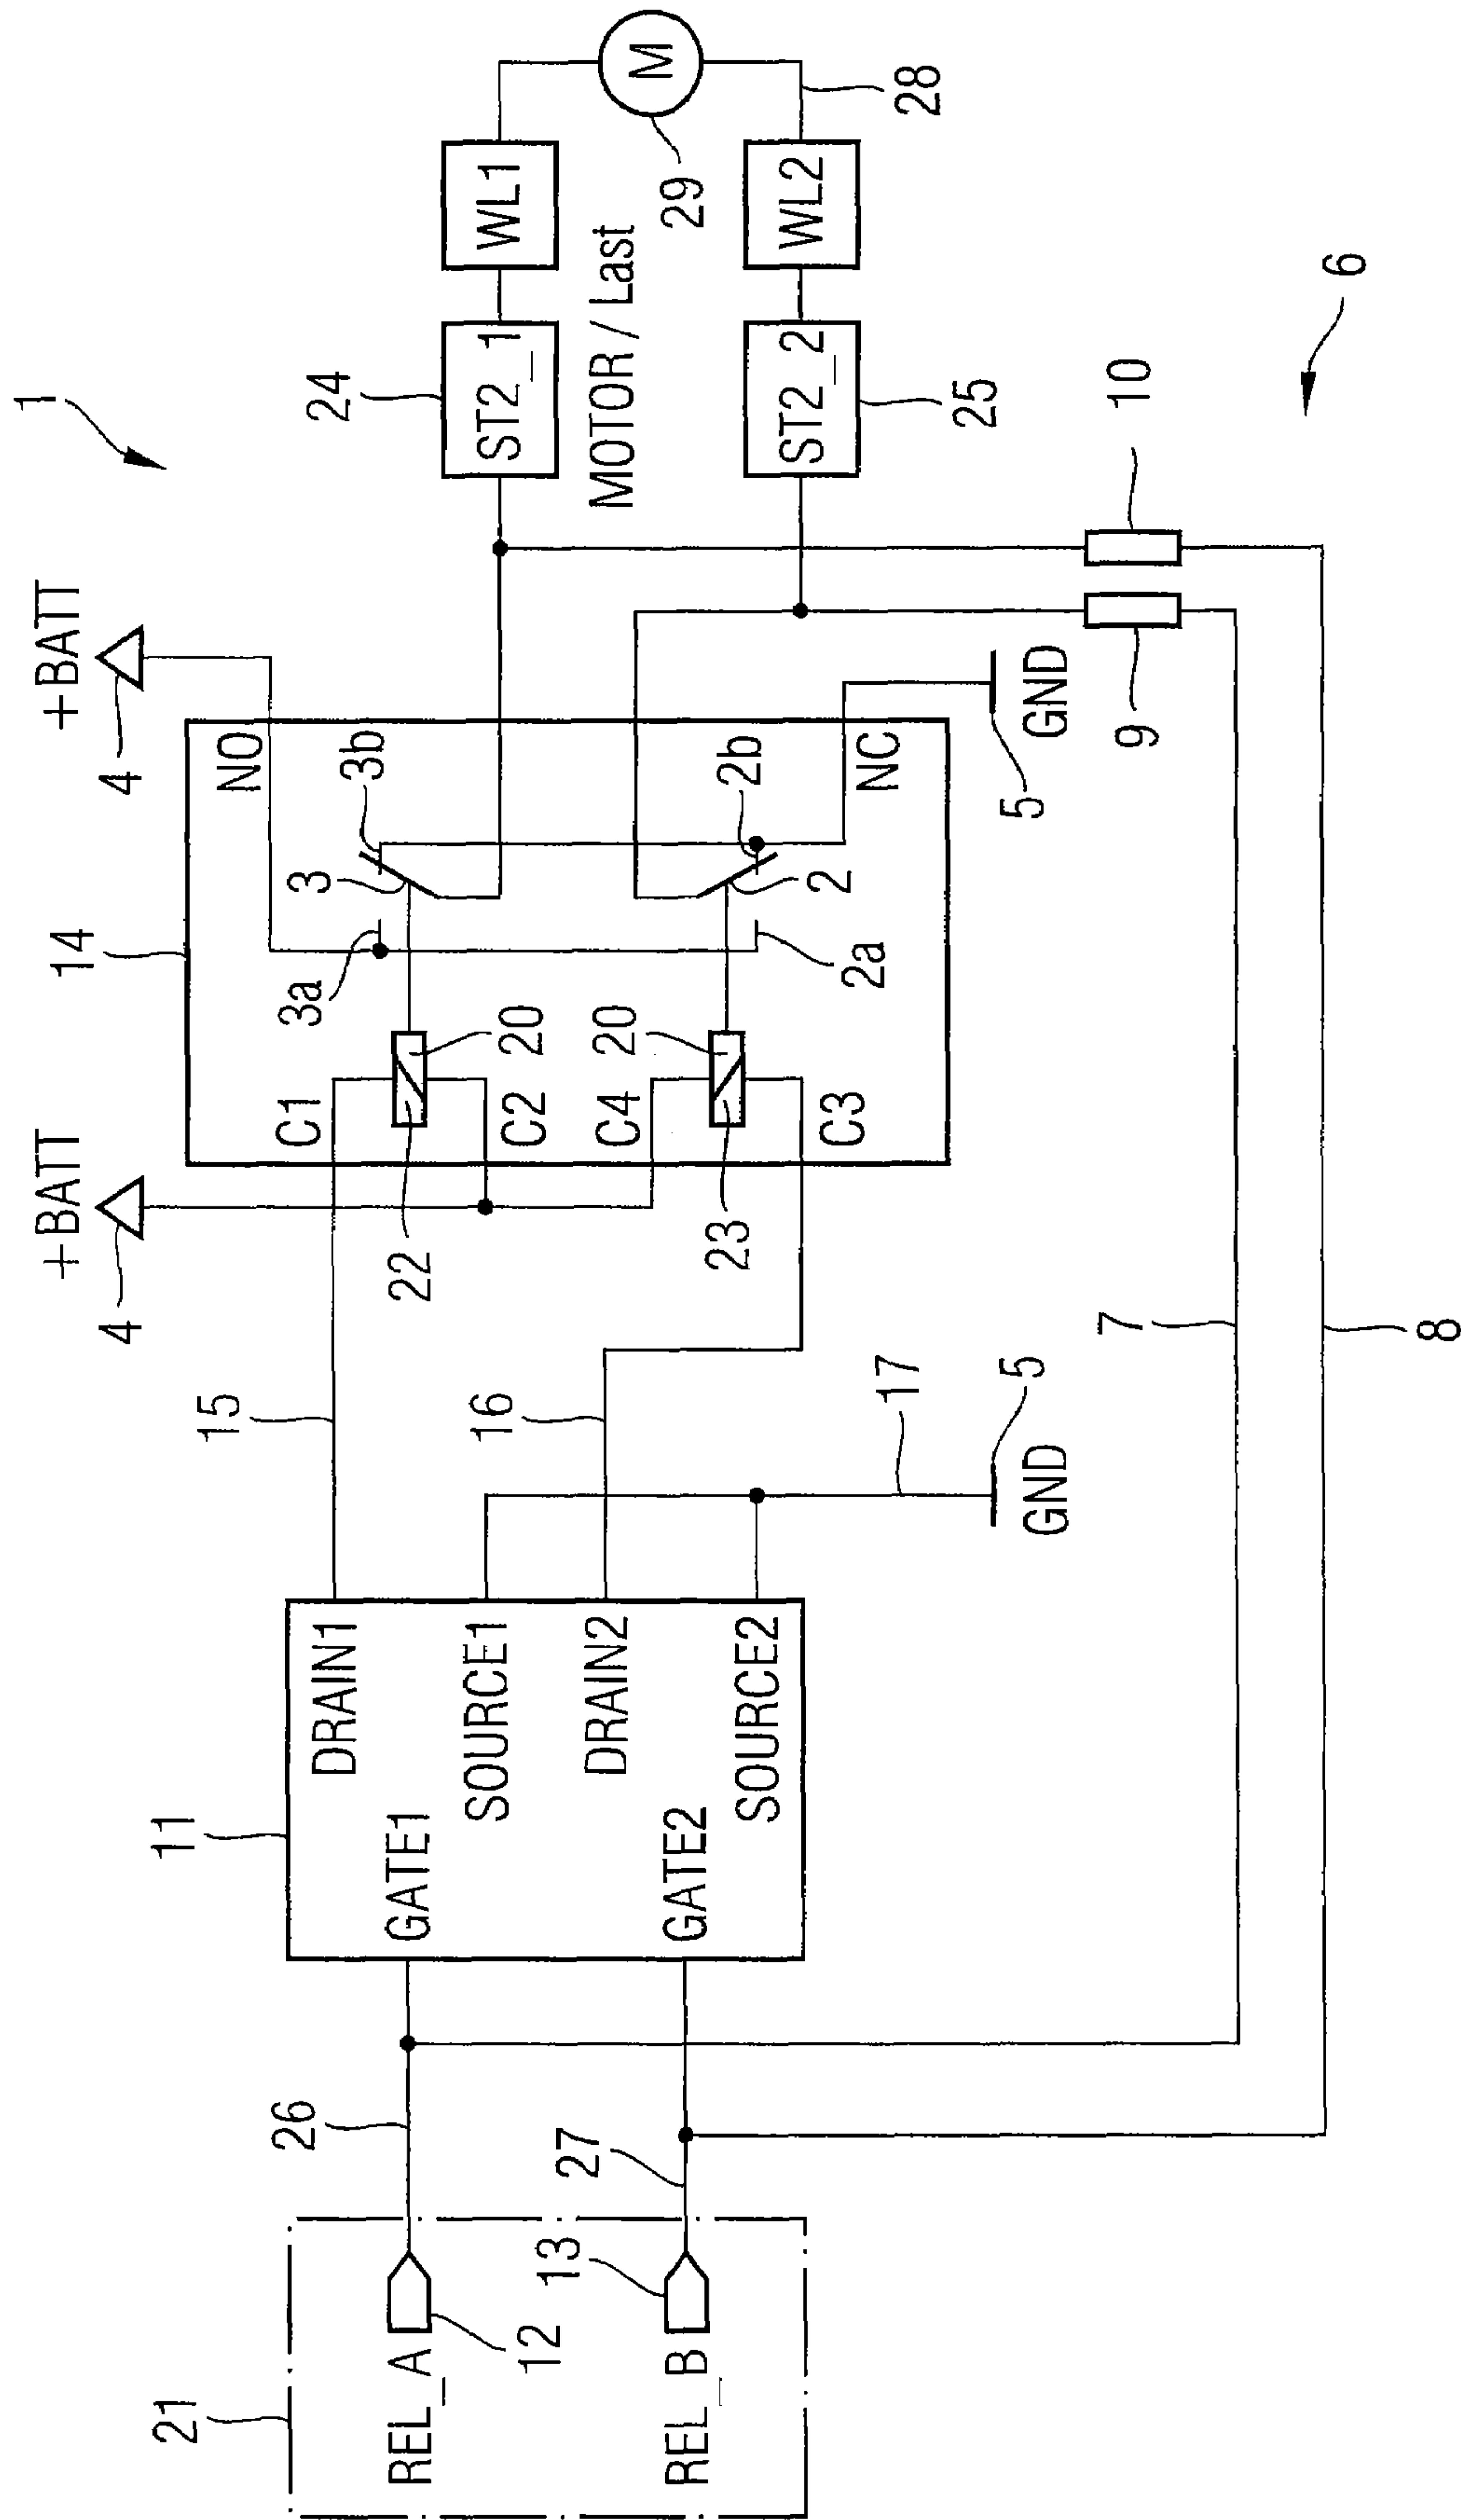 1
+BATT
+BATT
4
4
21
11
14
24
REL_A
12
26
GATE1
DRAIN1
15
C1
22
20
C2
3a
3
3b
NO
ST2_1
WL1
SOURCE1
REL_B
13
27
GATE2
DRAIN2
16
C4
20
23
C3
2a
2
2b
NC
MOTOR / Last
M
29
ST2_2
WL2
28
25
SOURCE2
17
5
GND
5
GND
7
9
10
6
8